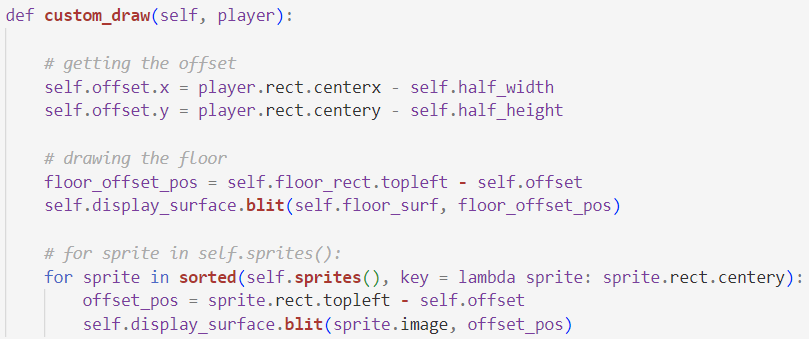 def custom_draw(self, player):
# getting the offset
self.offset.x = player.rect.centerx - self.half_width
self.offset.y = player.rect.centery - self.half_height
# drawing the floor
floor_offset_pos = self.floor_rect.topleft - self.offset
self.display_surface.blit(self.floor_surf, floor_offset_pos)
# for sprite in self.sprites():
for sprite in sorted(self.sprites(), key = lambda sprite: sprite.rect.centery):
offset_pos = sprite.rect.topleft - self.offset
self.display_surface.blit(sprite.image, offset_pos)